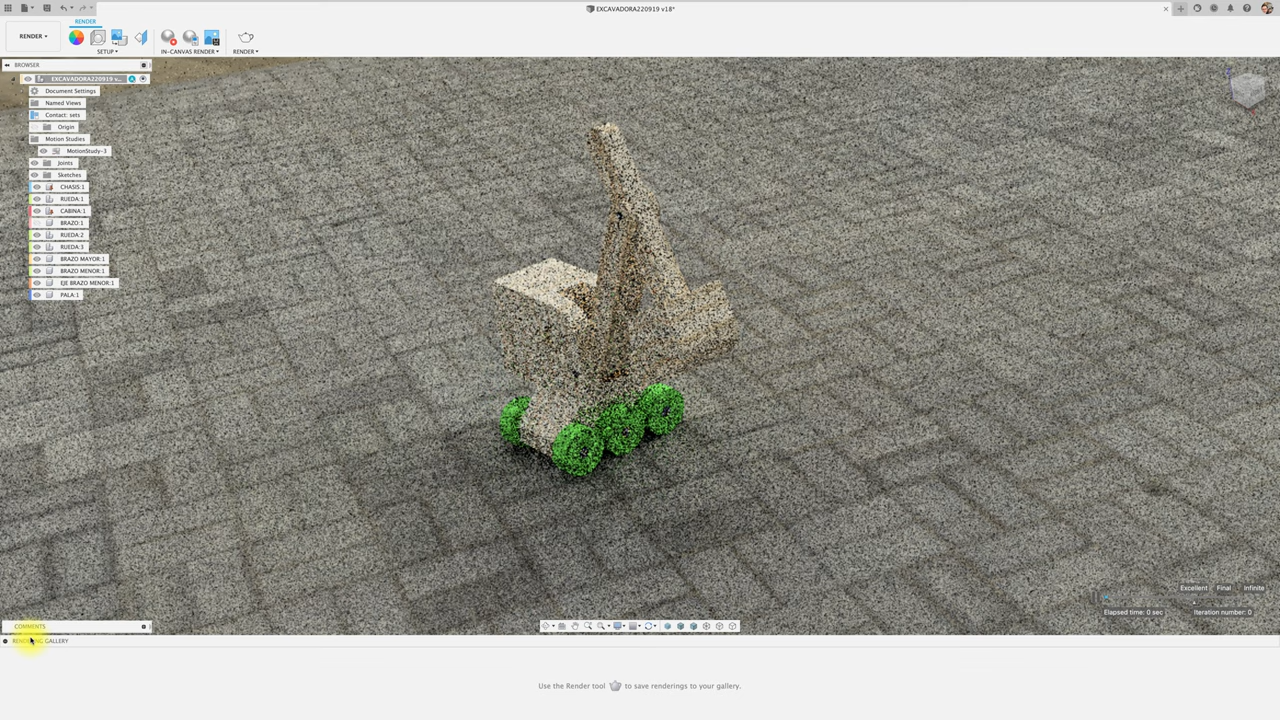 EXCAVADORA220919 v18*
RENDER
RENDER
SETUP
IN-CANVAS RENDER
RENDER
BROWSER
EXCAVADORA220919 v...
Document Settings
Named Views
Contact: sets
Origin
Motion Studies
MotionStudy-3
Joints
Sketches
CHASIS:1
RUEDA:1
CABINA:1
BRAZO:1
RUEDA:2
RUEDA:3
BRAZO MAYOR:1
BRAZO MENOR:1
EJE BRAZO MENOR:1
PALA:1
Excellent Final Infinite
Elapsed time: 0 sec Iteration number: 0
COMMENTS
RENDERING GALLERY
Use the Render tool to save renderings to your gallery.